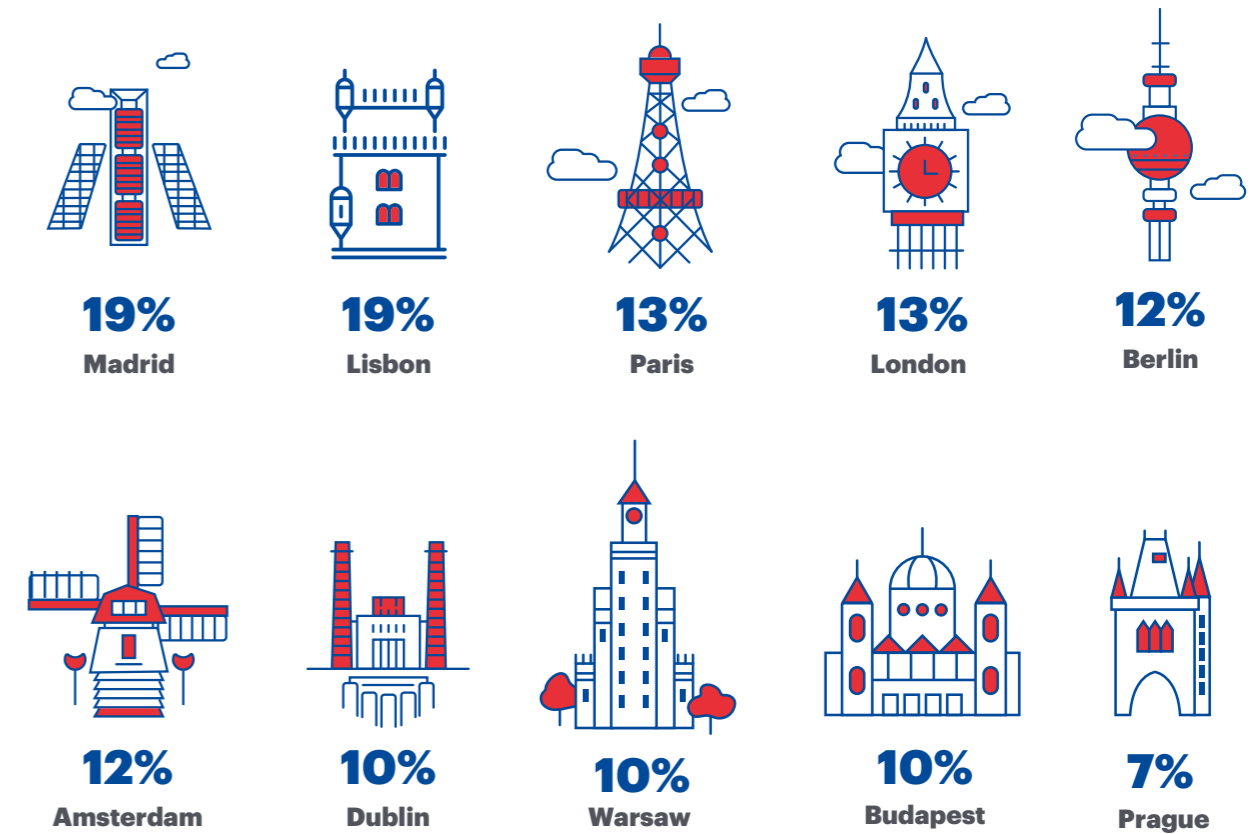 19%
Madrid
19%
Lisbon
13%
Paris
13%
London
12%
Berlin
12%
Amsterdam
10%
Dublin
10%
Warsaw
10%
Budapest
7%
Prague